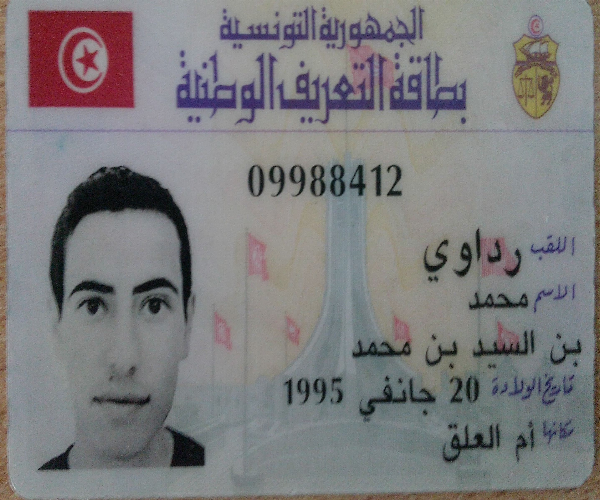 الجمهورية التونسية
بطاقة التعريف الوطنية
09988412
اللقب رداوي
الاسم محمد
بن السيد بن محمد
تاريخ الولادة 20 جانفي 1995
مكانها أم العلق